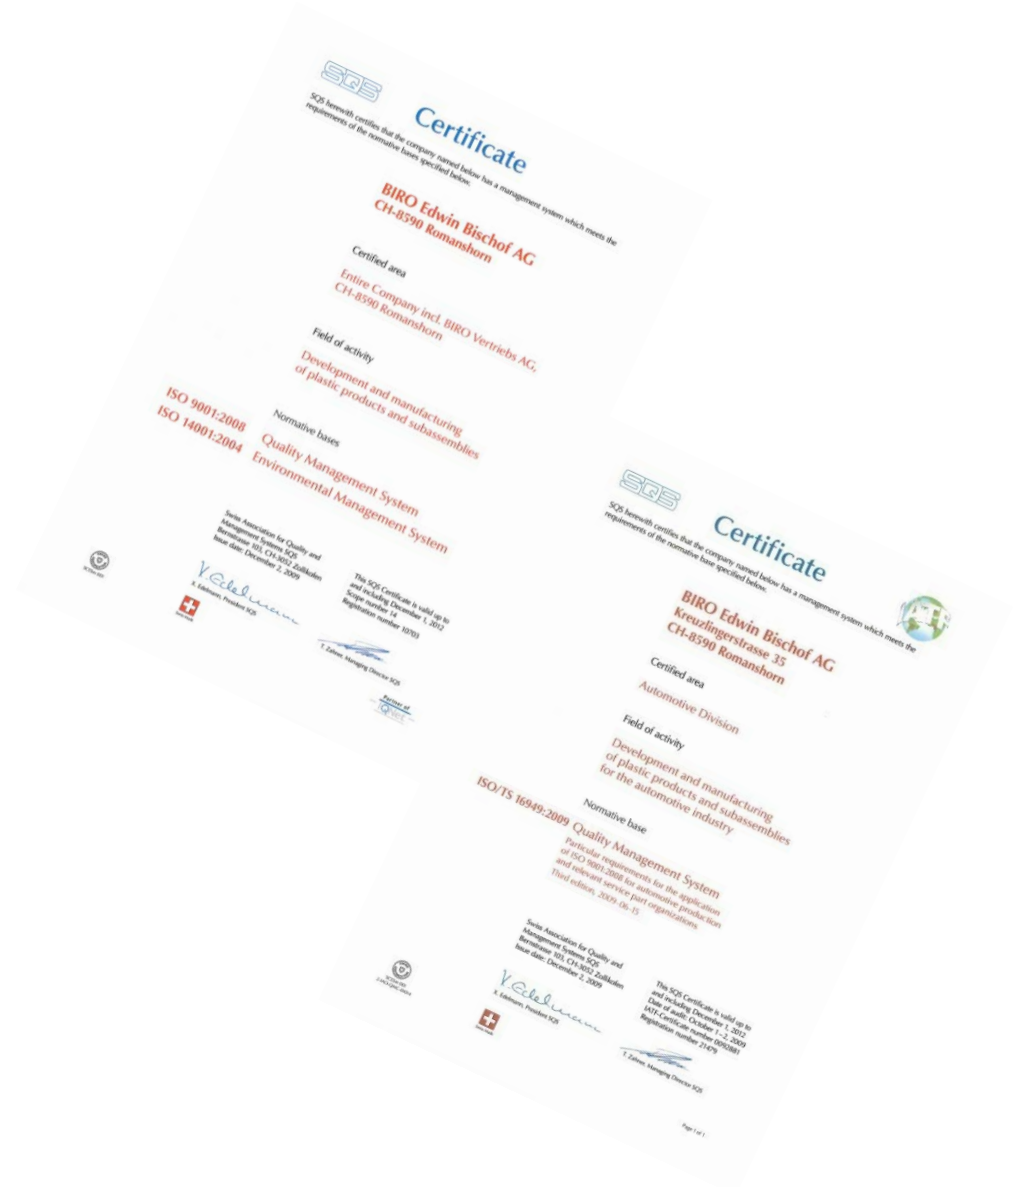 SQS
Certificate
SQS herewith certifies that the company named below has a management system which meets the
requirements of the normative bases specified below.
BIRO Edwin Bischof AG
CH-8590 Romanshorn
Certified area
Entire Company incl. BIRO Vertriebs AG,
CH-8590 Romanshorn
Field of activity
Development and manufacturing
of plastic products and subassemblies
Normative bases
ISO 9001:2008 Quality Management System
ISO 14001:2004 Environmental Management System
Swiss Association for Quality and
Management Systems SQS
Bernstrasse 103, CH-3052 Zollikofen
Issue date: December 2, 2009
This SQS Certificate is valid up to
and including December 1, 2012
Scope number 14
Registration number 10703
X. Edelmann, President SQS
T. Zahner, Managing Director SQS
Swiss Made
Partner of
IQNet
SQS
Certificate
SQS herewith certifies that the company named below has a management system which meets the
requirements of the normative base specified below.
IATF
BIRO Edwin Bischof AG
Kreuzlingerstrasse 35
CH-8590 Romanshorn
Certified area
Automotive Division
Field of activity
Development and manufacturing
of plastic products and subassemblies
for the automotive industry
Normative base
ISO/TS 16949:2009 Quality Management System
Particular requirements for the application
of ISO 9001:2008 for automotive production
and relevant service part organizations
Third edition, 2009-06-15
Swiss Association for Quality and
Management Systems SQS
Bernstrasse 103, CH-3052 Zollikofen
Issue date: December 2, 2009
This SQS Certificate is valid up to
and including December 1, 2012
Date of audit: October 1–2, 2009
IATF-Certificate number 0092881
Registration number 21479
X. Edelmann, President SQS
T. Zahner, Managing Director SQS
Swiss Made
Page 1 of 1